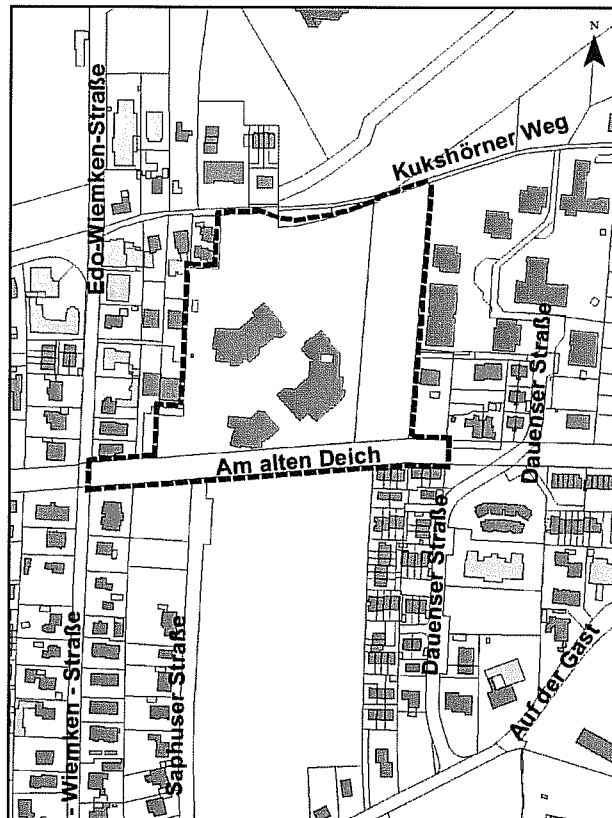 N
Edo-Wiemken-Straße
Kukshörner Weg
Am alten Deich
Dauenser Straße
Dauenser Straße
Auf der Gast
- Wiemken - Straße
Saphuser Straße